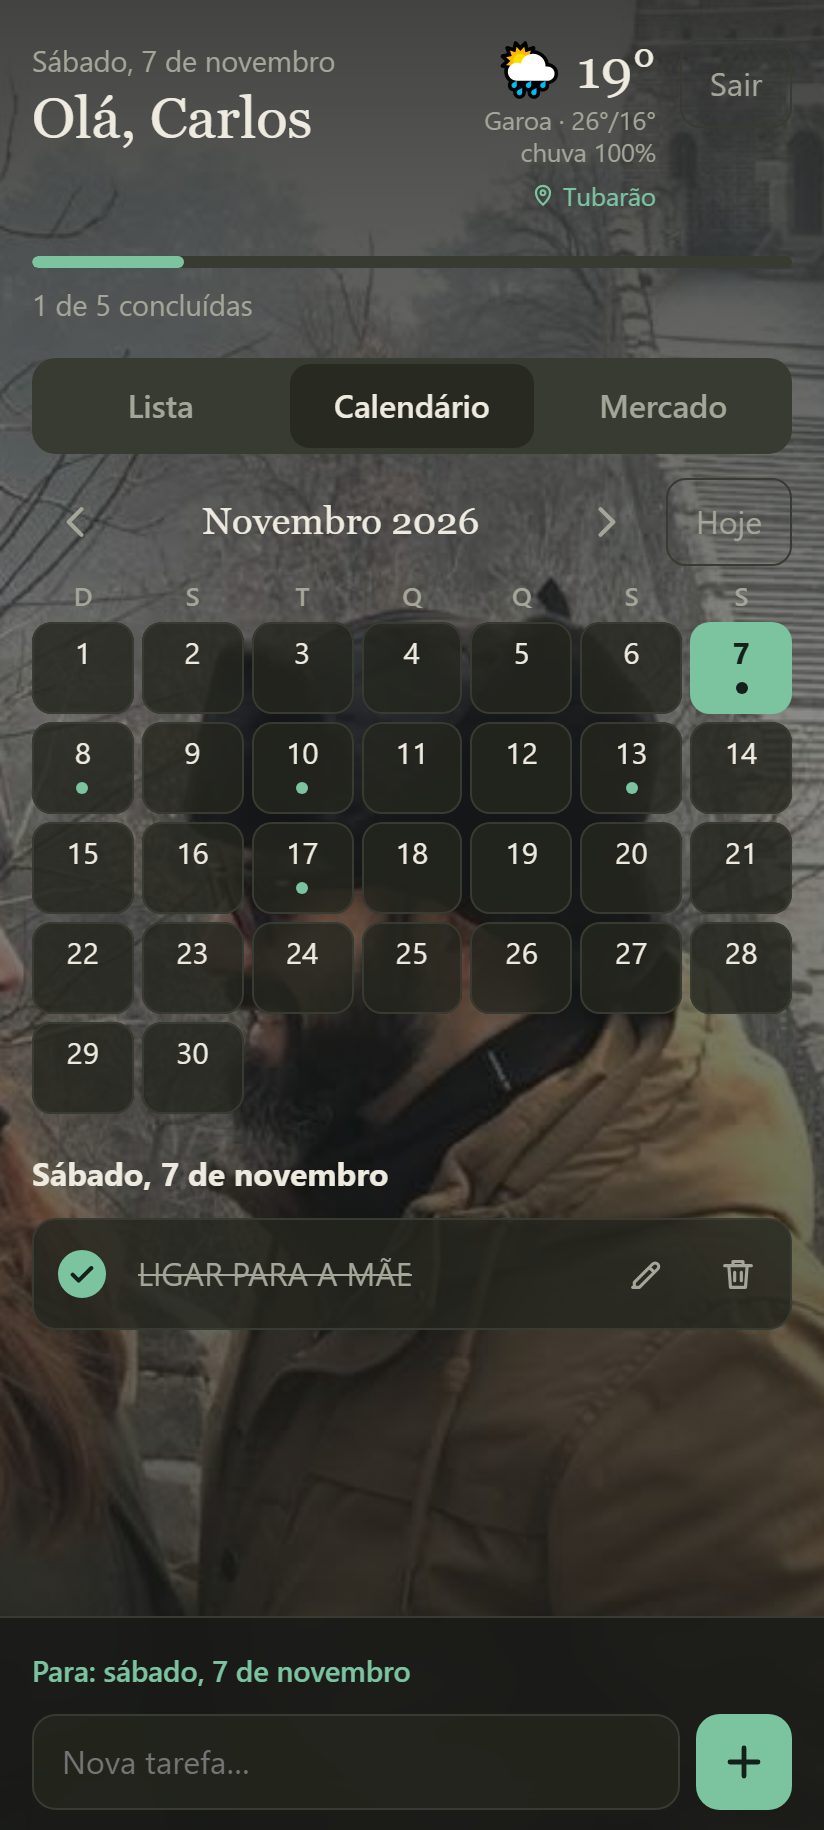 Sábado, 7 de novembro
Olá, Carlos
19°
Garoa · 26°/16°
chuva 100%
Tubarão
Sair
1 de 5 concluídas
Lista Calendário Mercado
Novembro 2026 Hoje
D S T Q Q S S
1 2 3 4 5 6 7
8 9 10 11 12 13 14
15 16 17 18 19 20 21
22 23 24 25 26 27 28
29 30
Sábado, 7 de novembro
LIGAR PARA A MÃE
Para: sábado, 7 de novembro
Nova tarefa...